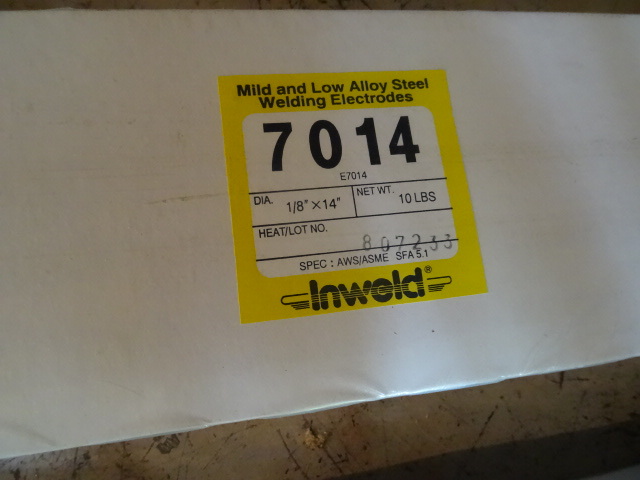 Mild and Low Alloy Steel
Welding Electrodes
7014
E7014
DIA. 1/8" × 14" NET WT. 10 LBS
HEAT/LOT NO.
807233
SPEC : AWS/ASME SFA 5.1
Inweld®